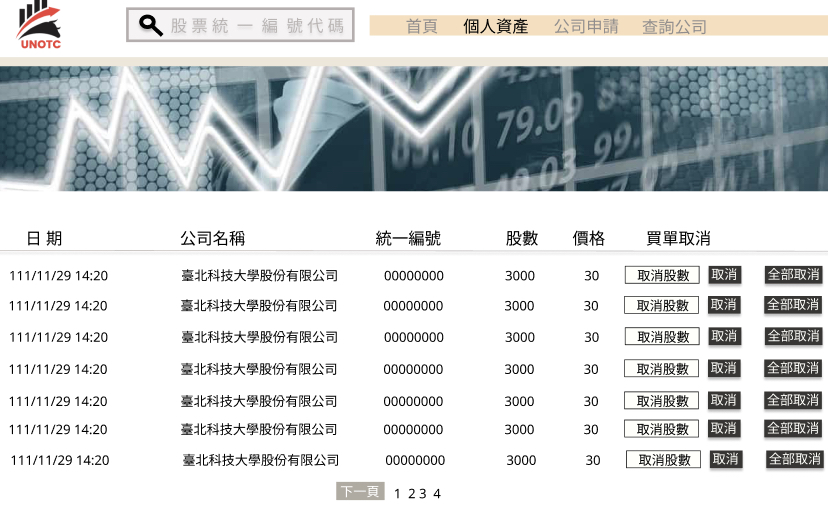 UNOTC
股票統一編號代碼
首頁 個人資產 公司申請 查詢公司
79.09
99.
49.03
日期 公司名稱 統一編號 股數 價格 買單取消
111/11/29 14:20 臺北科技大學股份有限公司 00000000 3000 30 取消股數 取消 全部取消
111/11/29 14:20 臺北科技大學股份有限公司 00000000 3000 30 取消股數 取消 全部取消
111/11/29 14:20 臺北科技大學股份有限公司 00000000 3000 30 取消股數 取消 全部取消
111/11/29 14:20 臺北科技大學股份有限公司 00000000 3000 30 取消股數 取消 全部取消
111/11/29 14:20 臺北科技大學股份有限公司 00000000 3000 30 取消股數 取消 全部取消
111/11/29 14:20 臺北科技大學股份有限公司 00000000 3000 30 取消股數 取消 全部取消
111/11/29 14:20 臺北科技大學股份有限公司 00000000 3000 30 取消股數 取消 全部取消
下一頁 1 2 3 4